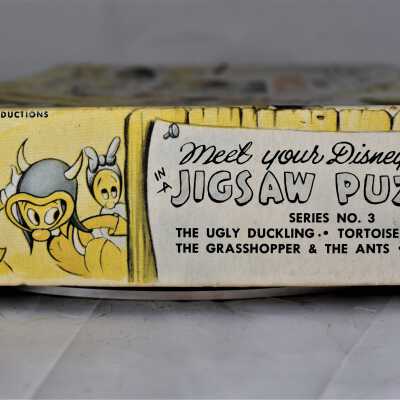 DUCTIONS
Meet your Disney
IN A
JIGSAW PUZ
SERIES NO. 3
THE UGLY DUCKLING • TORTOISE
THE GRASSHOPPER & THE ANTS •